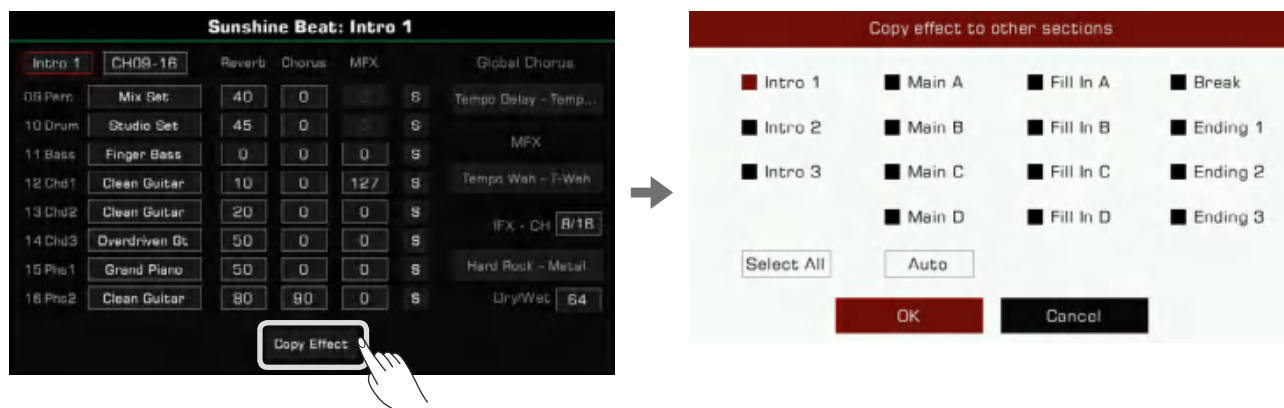 Sunshine Beat: Intro 1
Intro 1 CH09-16 Reverb Chorus MFX Global Chorus
09 Perc Mix Set 40 0 S Tempo Delay - Temp...
10 Drum Studio Set 45 0 S
MFX
11 Bass Finger Bass 0 0 0 S
12 Chd1 Clean Guitar 10 0 127 S Tempo Wah - T-Wah
13 Chd2 Clean Guitar 20 0 0 S IFX - CH 8/16
14 Chd3 Overdriven Gt 50 0 0 S
15 Phs1 Grand Piano 50 0 0 S Hard Rock - Metal
16 Phs2 Clean Guitar 80 90 0 S Dry/Wet 64
Copy Effect
Copy effect to other sections
Intro 1 Main A Fill In A Break
Intro 2 Main B Fill In B Ending 1
Intro 3 Main C Fill In C Ending 2
Main D Fill In D Ending 3
Select All Auto
OK Cancel